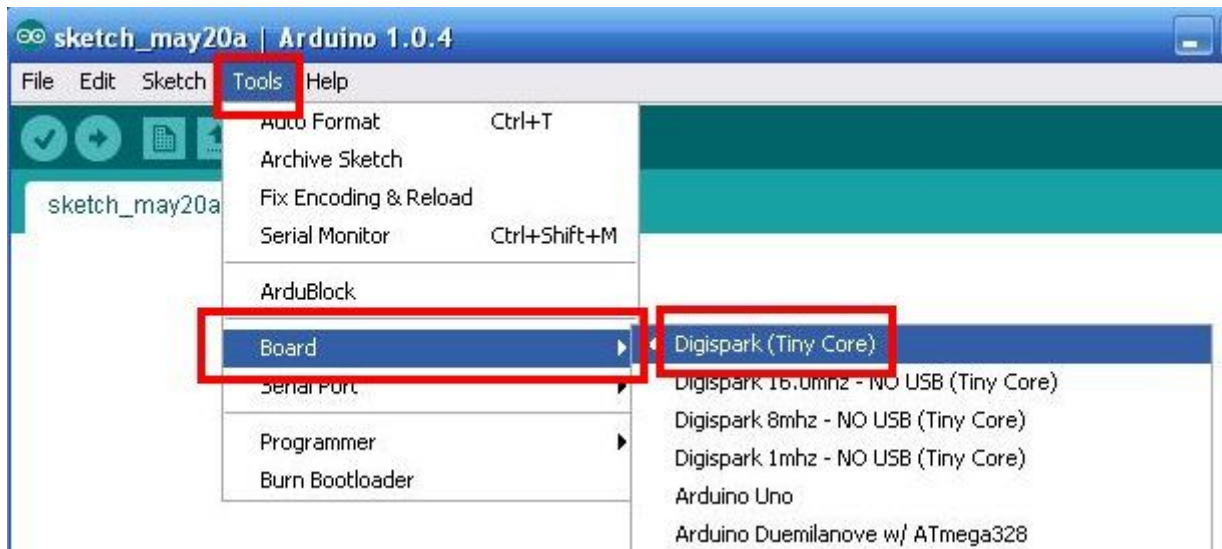 sketch_may20a | Arduino 1.0.4
File Edit Sketch Tools Help
Auto Format Ctrl+T
Archive Sketch
Fix Encoding & Reload
sketch_may20a
Serial Monitor Ctrl+Shift+M
ArduBlock
Board
Digispark (Tiny Core)
Serial Port
Digispark 16.0mhz - NO USB (Tiny Core)
Digispark 8mhz - NO USB (Tiny Core)
Programmer
Digispark 1mhz - NO USB (Tiny Core)
Burn Bootloader
Arduino Uno
Arduino Duemilanove w/ ATmega328